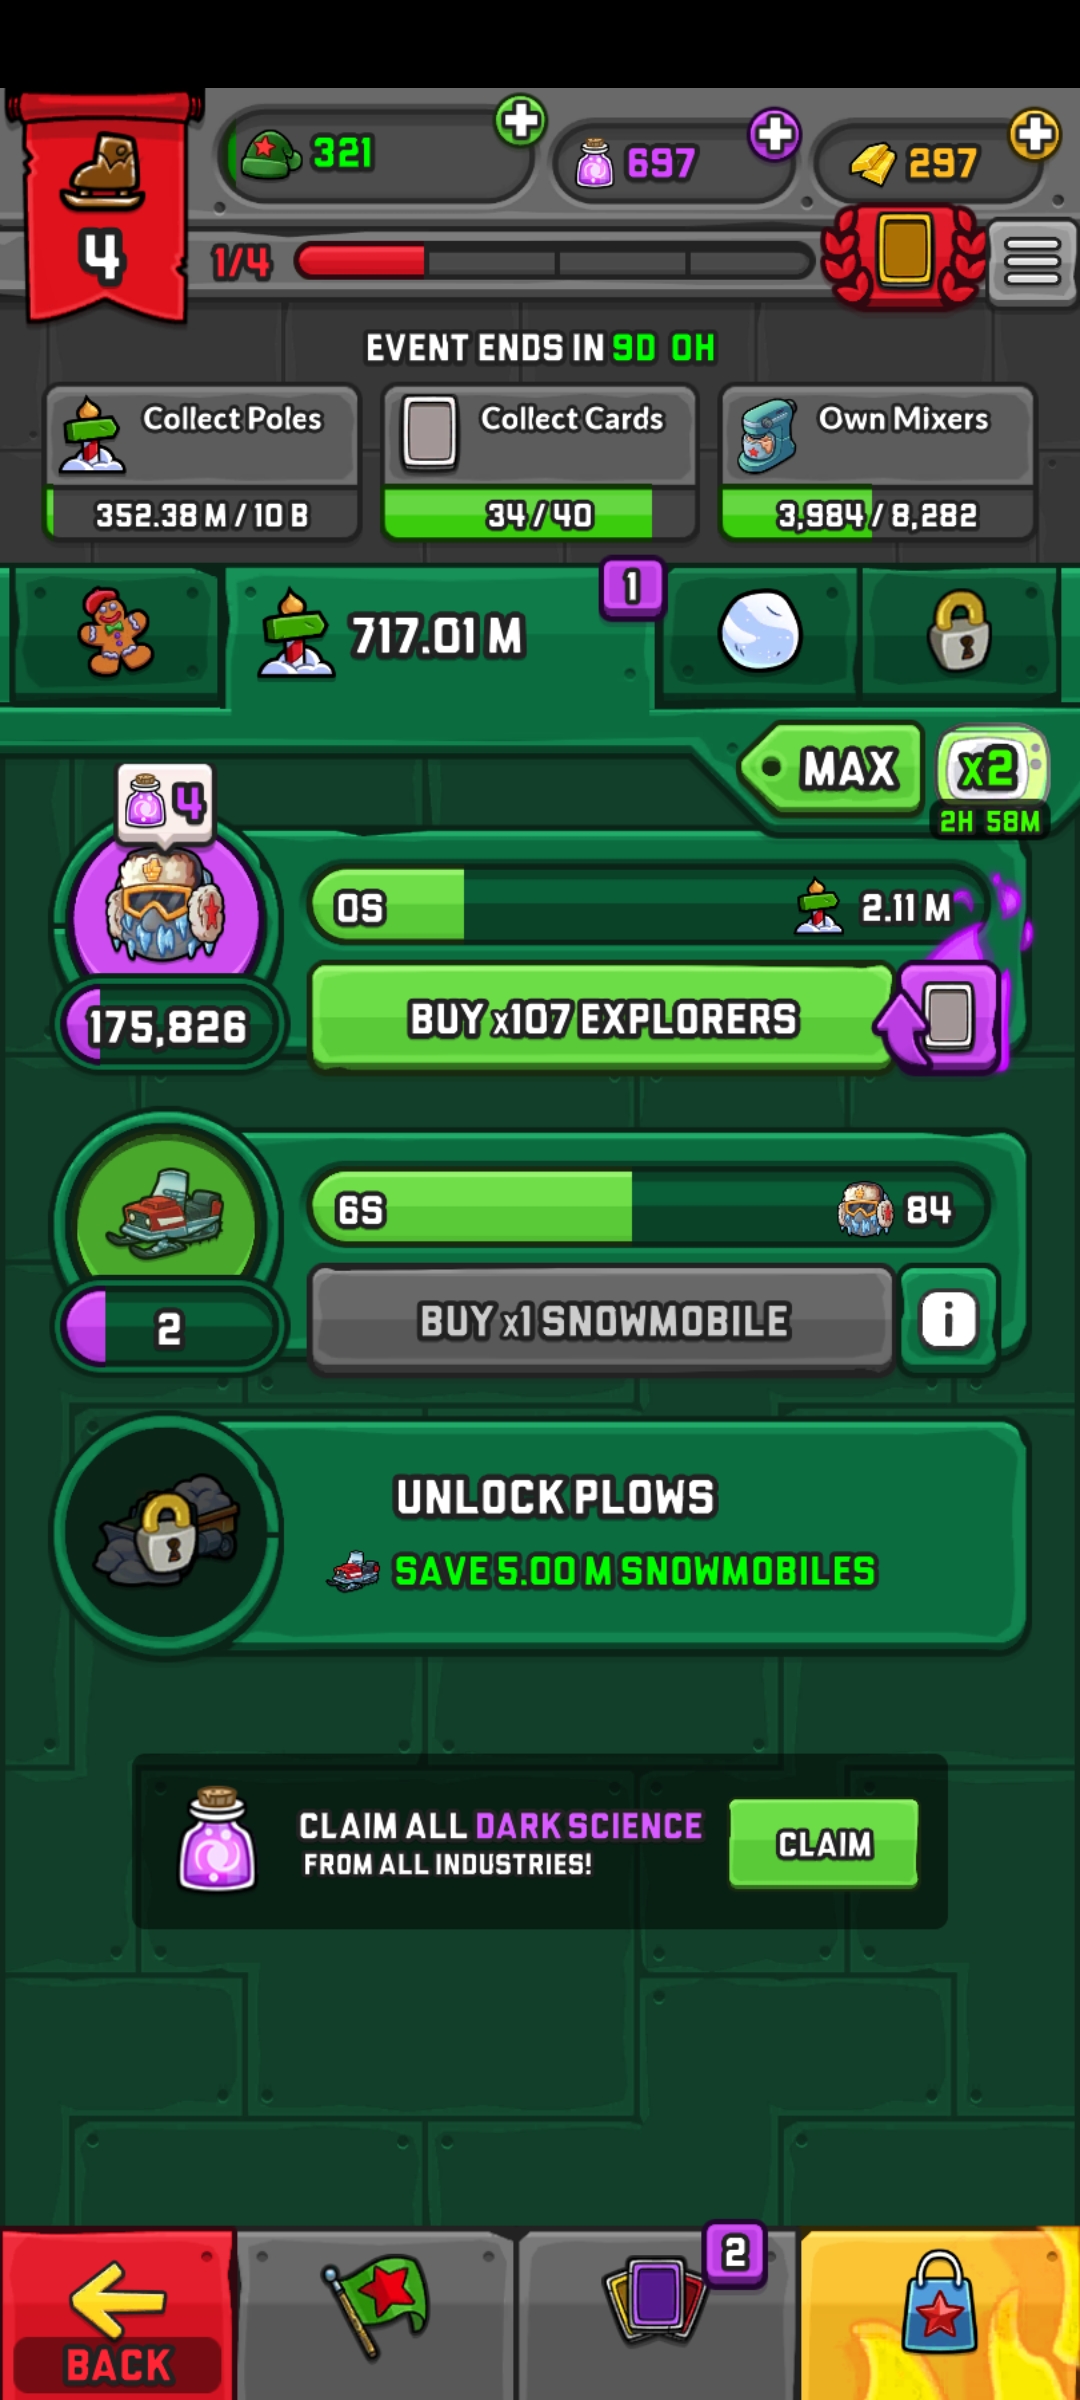 321
697
297
4
1/4
EVENT ENDS IN 9D 0H
Collect Poles
352.38 M / 10 B
Collect Cards
34 / 40
Own Mixers
3,984 / 8,282
717.01 M
1
MAX
x2
2H 58M
4
0S
2.11 M
175,826
BUY x107 EXPLORERS
6S
84
2
BUY x1 SNOWMOBILE
i
UNLOCK PLOWS
SAVE 5.00 M SNOWMOBILES
CLAIM ALL DARK SCIENCE
FROM ALL INDUSTRIES!
CLAIM
2
BACK